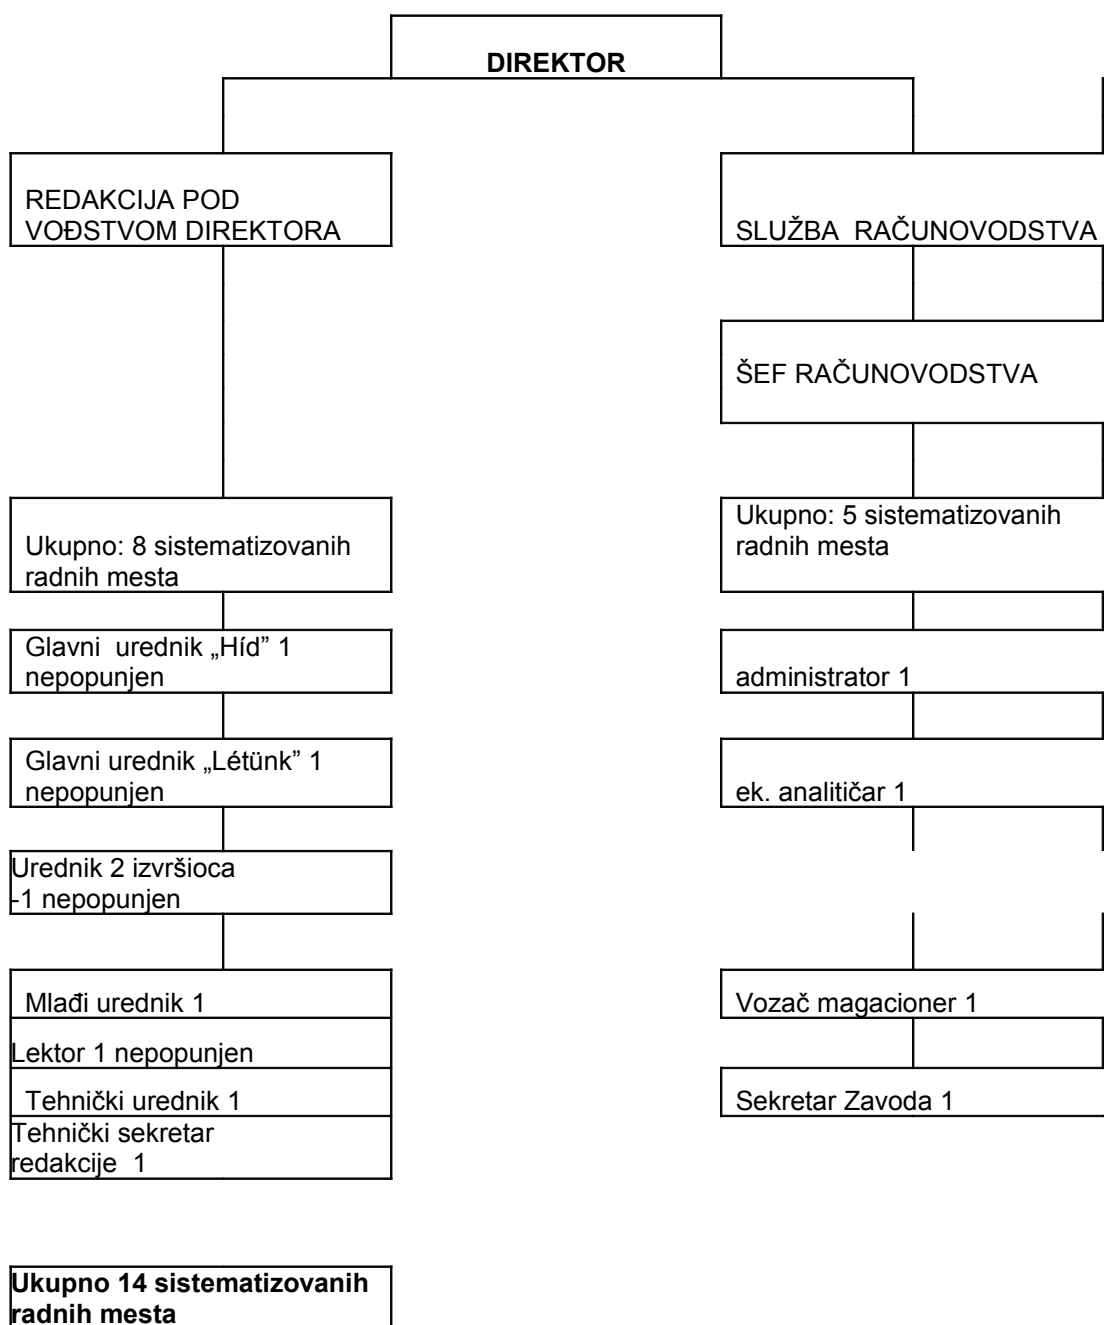 DIREKTOR
REDAKCIJA POD
VOĐSTVOM DIREKTORA
SLUŽBA RAČUNOVODSTVA
ŠEF RAČUNOVODSTVA
Ukupno: 8 sistematizovanih
radnih mesta
Ukupno: 5 sistematizovanih
radnih mesta
Glavni urednik „Híd” 1
nepopunjen
administrator 1
Glavni urednik „Létünk” 1
nepopunjen
ek. analitičar 1
Urednik 2 izvršioca
-1 nepopunjen
Mlađi urednik 1
Vozač magacioner 1
Lektor 1 nepopunjen
Tehnički urednik 1
Sekretar Zavoda 1
Tehnički sekretar
redakcije 1
Ukupno 14 sistematizovanih
radnih mesta